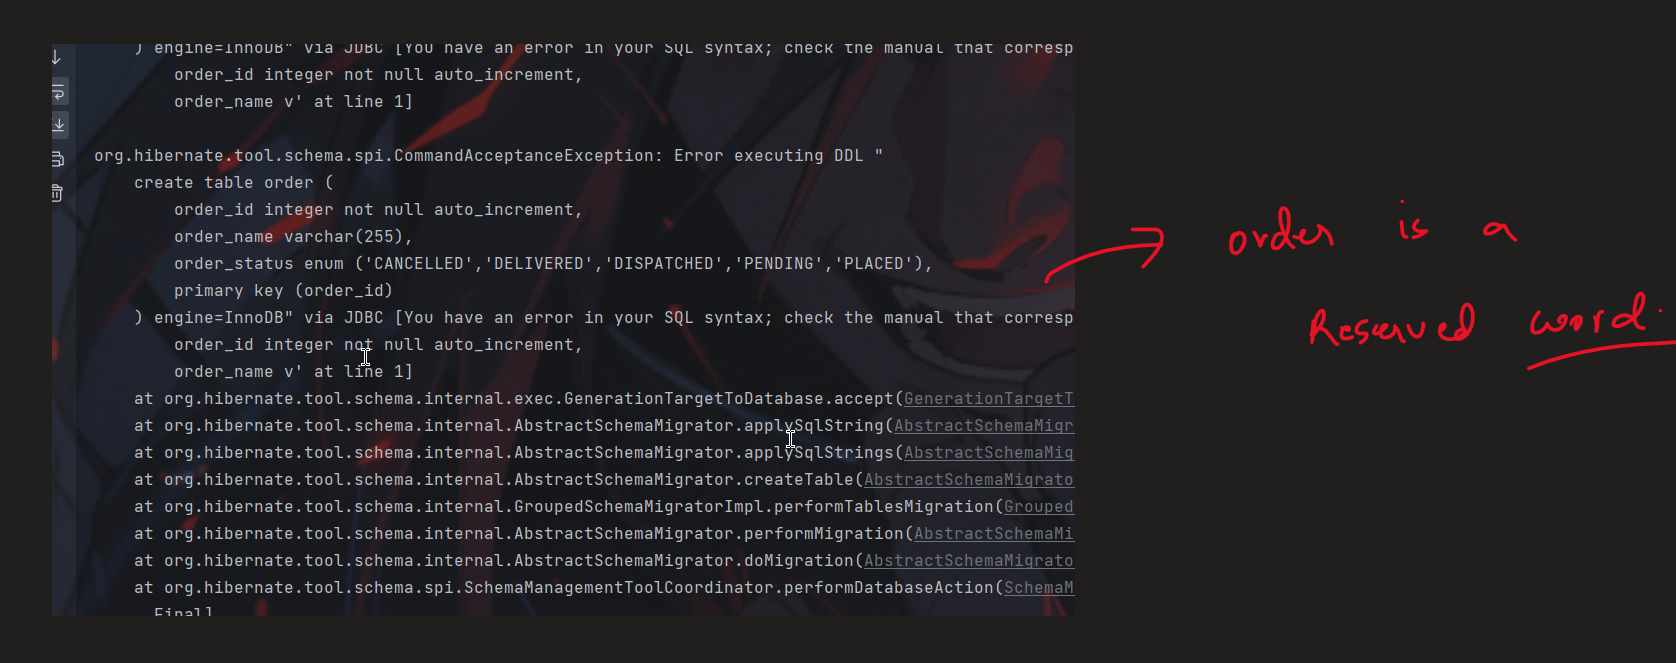 ) engine=InnoDB" via JDBC [You have an error in your SQL syntax; check the manual that corresp
order_id integer not null auto_increment,
order_name v' at line 1]
org.hibernate.tool.schema.spi.CommandAcceptanceException: Error executing DDL "
create table order (
order_id integer not null auto_increment,
order_name varchar(255),
order_status enum ('CANCELLED','DELIVERED','DISPATCHED','PENDING','PLACED'),
primary key (order_id)
) engine=InnoDB" via JDBC [You have an error in your SQL syntax; check the manual that corresp
order_id integer not null auto_increment,
order_name v' at line 1]
at org.hibernate.tool.schema.internal.exec.GenerationTargetToDatabase.accept(GenerationTargetT
at org.hibernate.tool.schema.internal.AbstractSchemaMigrator.applySqlString(AbstractSchemaMigr
at org.hibernate.tool.schema.internal.AbstractSchemaMigrator.applySqlStrings(AbstractSchemaMig
at org.hibernate.tool.schema.internal.AbstractSchemaMigrator.createTable(AbstractSchemaMigrato
at org.hibernate.tool.schema.internal.GroupedSchemaMigratorImpl.performTablesMigration(Grouped
at org.hibernate.tool.schema.internal.AbstractSchemaMigrator.performMigration(AbstractSchemaMi
at org.hibernate.tool.schema.internal.AbstractSchemaMigrator.doMigration(AbstractSchemaMigrato
at org.hibernate.tool.schema.spi.SchemaManagementToolCoordinator.performDatabaseAction(SchemaM
order is a
Reserved word.